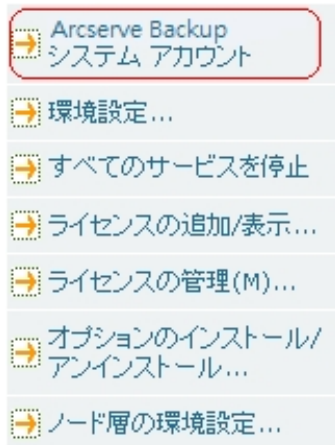 Arcserve Backup
システム アカウント
環境設定...
すべてのサービスを停止
ライセンスの追加/表示...
ライセンスの管理(M)...
オプションのインストール/
アンインストール...
ノード層の環境設定...